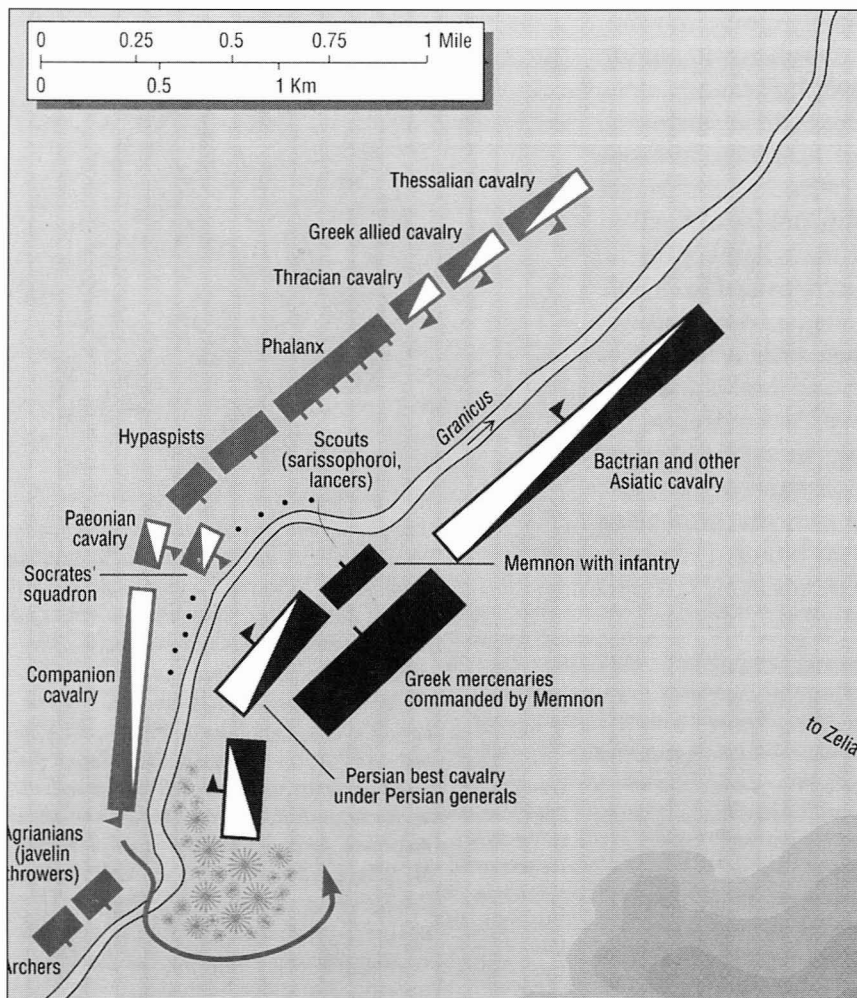 0 0.25 0.5 0.75 1 Mile
0 0.5 1 Km
Thessalian cavalry
Greek allied cavalry
Thracian cavalry
Phalanx
Hypaspists
Scouts
(sarissophoroi,
lancers)
Granicus
Bactrian and other
Asiatic cavalry
Paeonian
cavalry
Socrates'
squadron
Memnon with infantry
Companion
cavalry
Greek mercenaries
commanded by Memnon
to Zelia
Persian best cavalry
under Persian generals
Agrianians
(javelin
throwers)
Archers